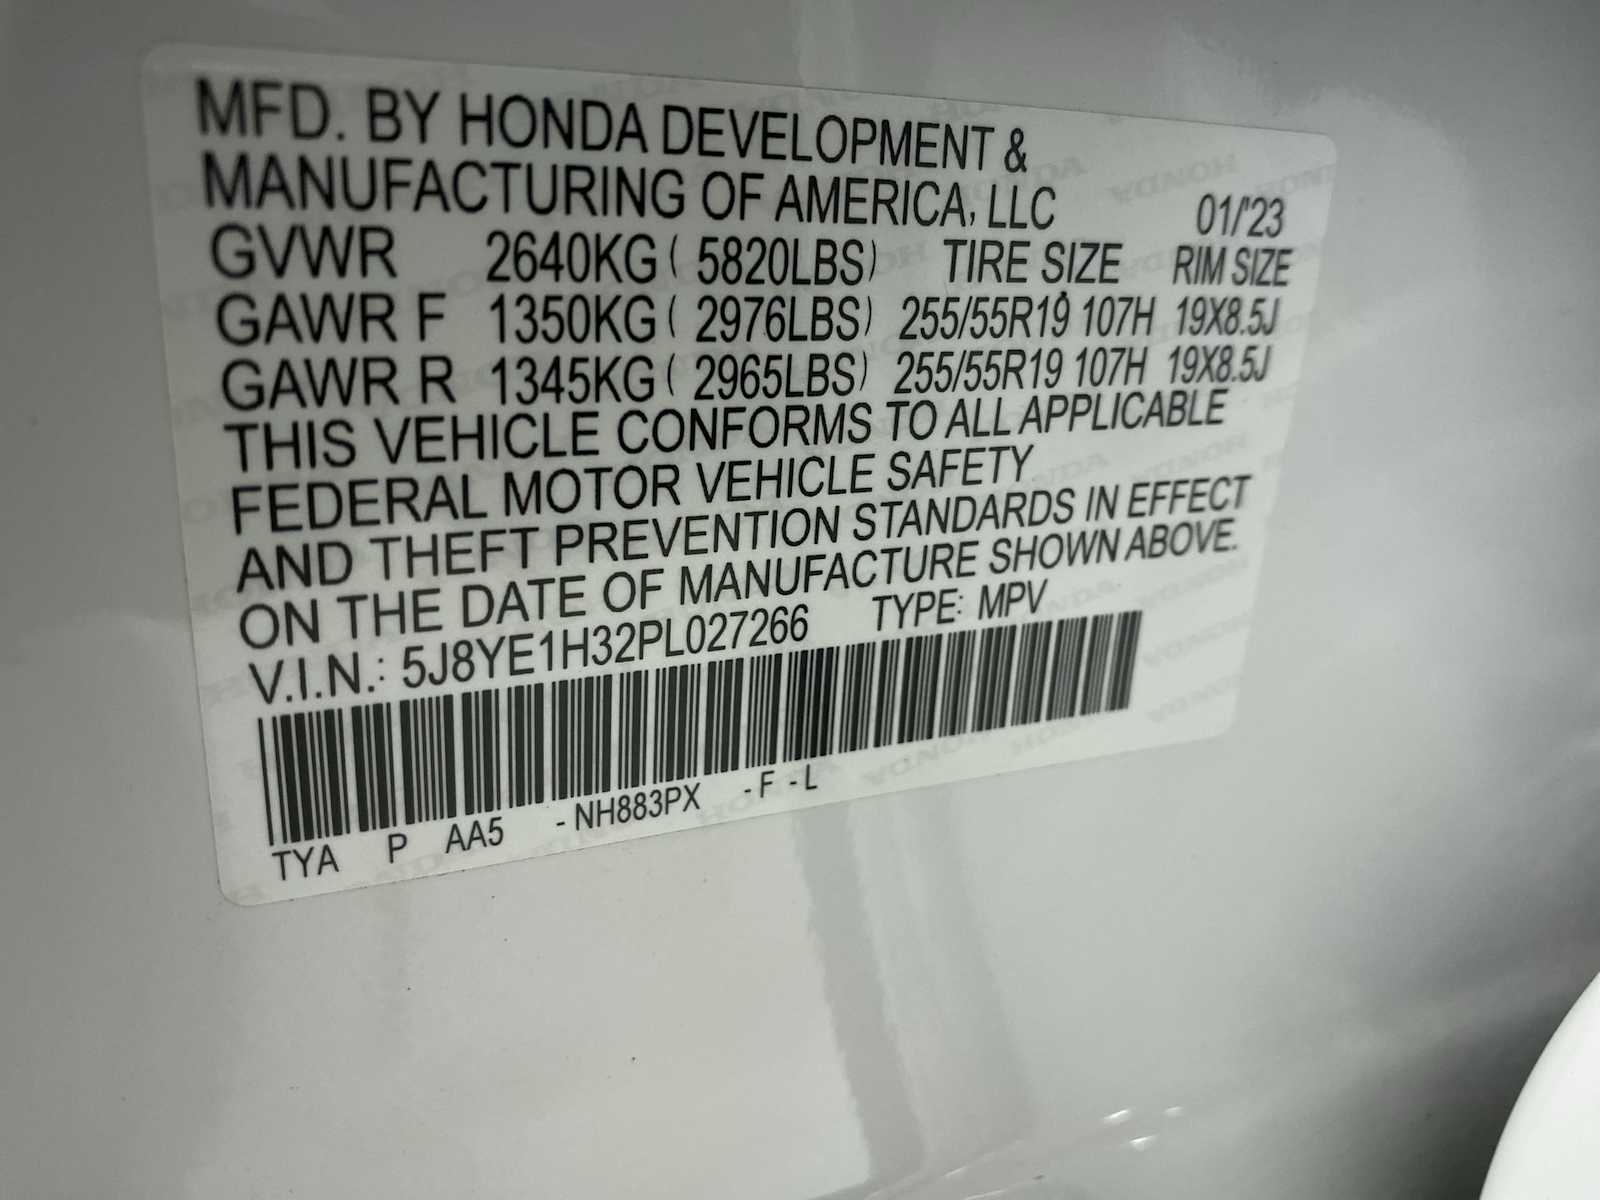 MFD. BY HONDA DEVELOPMENT &
MANUFACTURING OF AMERICA, LLC 01/'23
GVWR 2640KG ( 5820LBS) TIRE SIZE RIM SIZE
GAWR F 1350KG ( 2976LBS) 255/55R19 107H 19X8.5J
GAWR R 1345KG ( 2965LBS) 255/55R19 107H 19X8.5J
THIS VEHICLE CONFORMS TO ALL APPLICABLE
FEDERAL MOTOR VEHICLE SAFETY
AND THEFT PREVENTION STANDARDS IN EFFECT
ON THE DATE OF MANUFACTURE SHOWN ABOVE.
V.I.N.: 5J8YE1H32PL027266 TYPE: MPV
TYA P AA5 - NH883PX - F - L